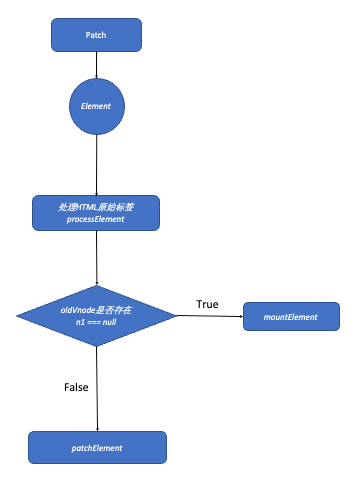 Patch
Element
处理HTML原始标签
processElement
oldVnode是否存在
n1 === null
True
mountElement
False
patchElement